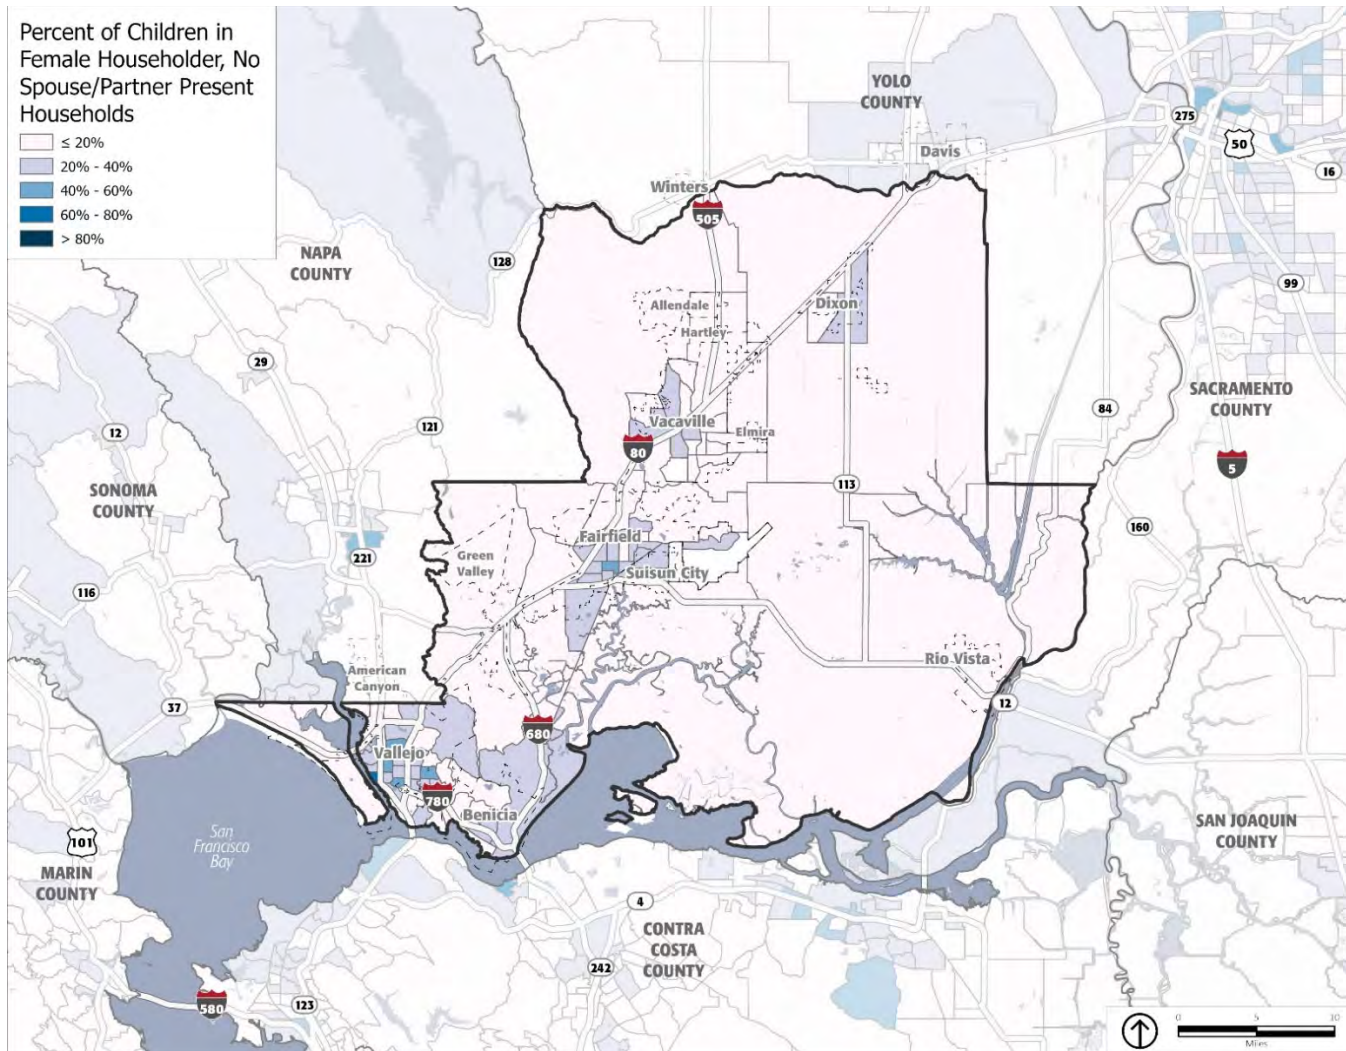 Percent of Children in
Female Householder, No
Spouse/Partner Present
Households
≤ 20%
20% - 40%
40% - 60%
60% - 80%
> 80%
YOLO
COUNTY
275
50
Davis
16
Winters
505
NAPA
COUNTY
128
99
Allendale
Dixon
Hartley
29
SACRAMENTO
COUNTY
84
12
121
Vacaville
Elmira
80
5
SONOMA
COUNTY
113
160
Fairfield
221
Green
Valley
Suisun City
116
Rio Vista
American
Canyon
37
12
680
Vallejo
780
Benicia
San
Francisco
Bay
101
MARIN
COUNTY
SAN JOAQUIN
COUNTY
4
CONTRA
COSTA
COUNTY
242
580
123
0 5 10
Miles